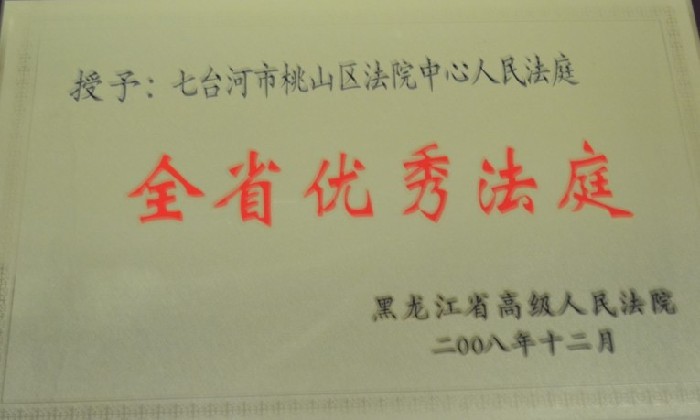 授予：七台河市桃山区法院中心人民法庭
全省优秀法庭
黑龙江省高级人民法院
二00八年十二月